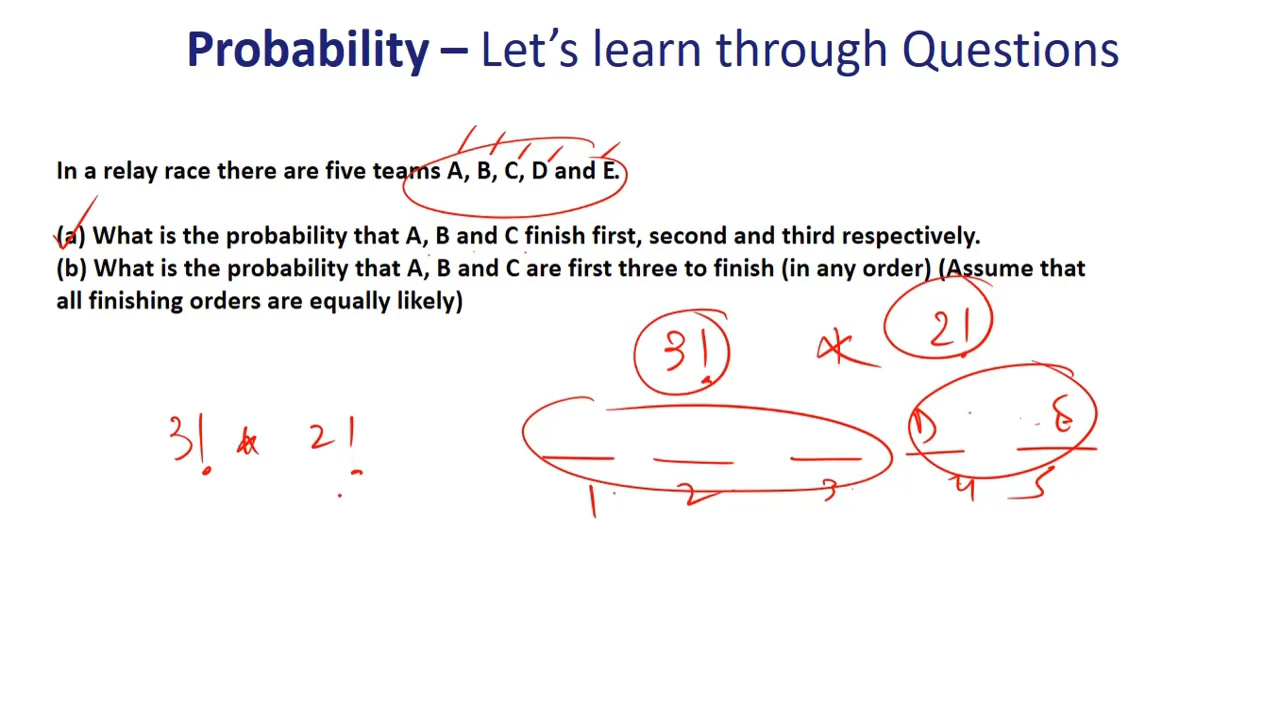 Probability – Let's learn through Questions
In a relay race there are five teams A, B, C, D and E.
(a) What is the probability that A, B and C finish first, second and third respectively.
(b) What is the probability that A, B and C are first three to finish (in any order) (Assume that
all finishing orders are equally likely)
3! * 2!
3! * 2!
D E
1 2 3 4 5